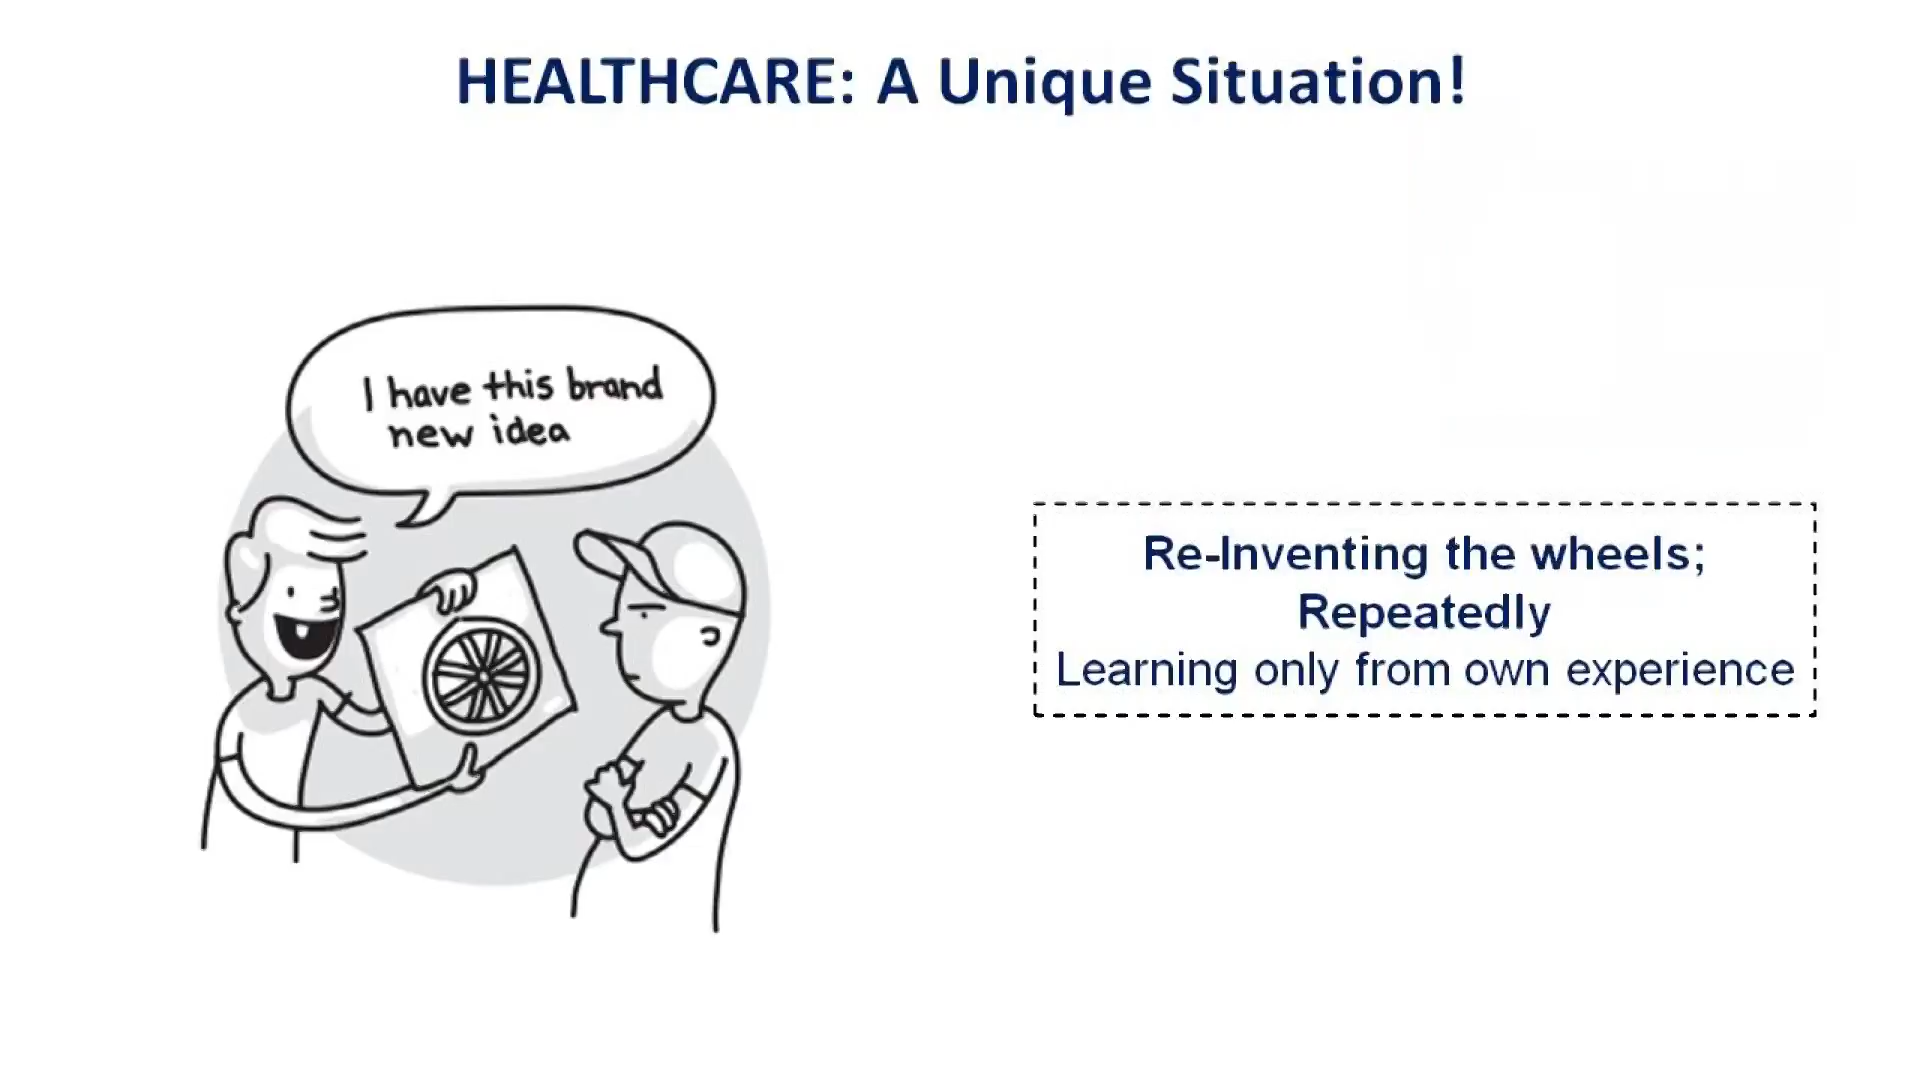 HEALTHCARE: A Unique Situation!
I have this brand
new idea
Re-Inventing the wheels;
Repeatedly
Learning only from own experience